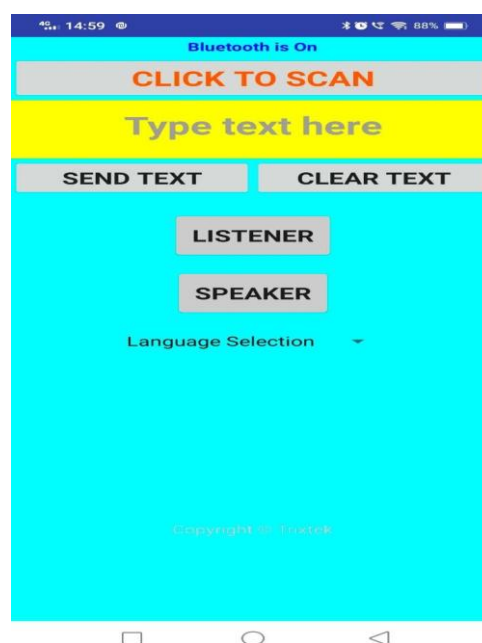 4G 14:59 88%
Bluetooth is On
CLICK TO SCAN
Type text here
SEND TEXT CLEAR TEXT
LISTENER
SPEAKER
Language Selection
Copyright ©